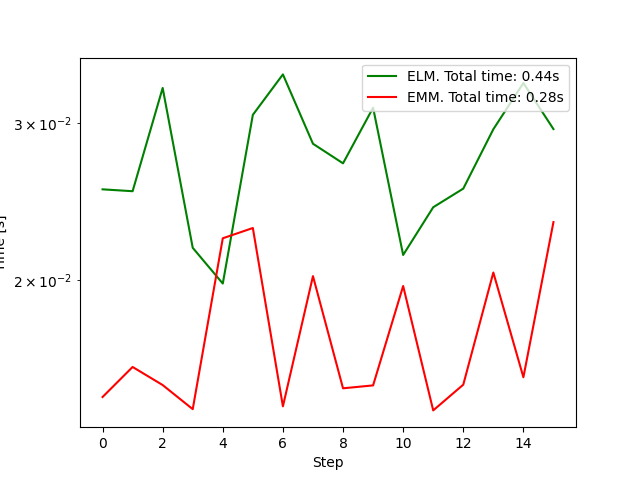 ELM. Total time: 0.44s
EMM. Total time: 0.28s
3 × 10⁻²
2 × 10⁻²
Time [s]
0 2 4 6 8 10 12 14
Step